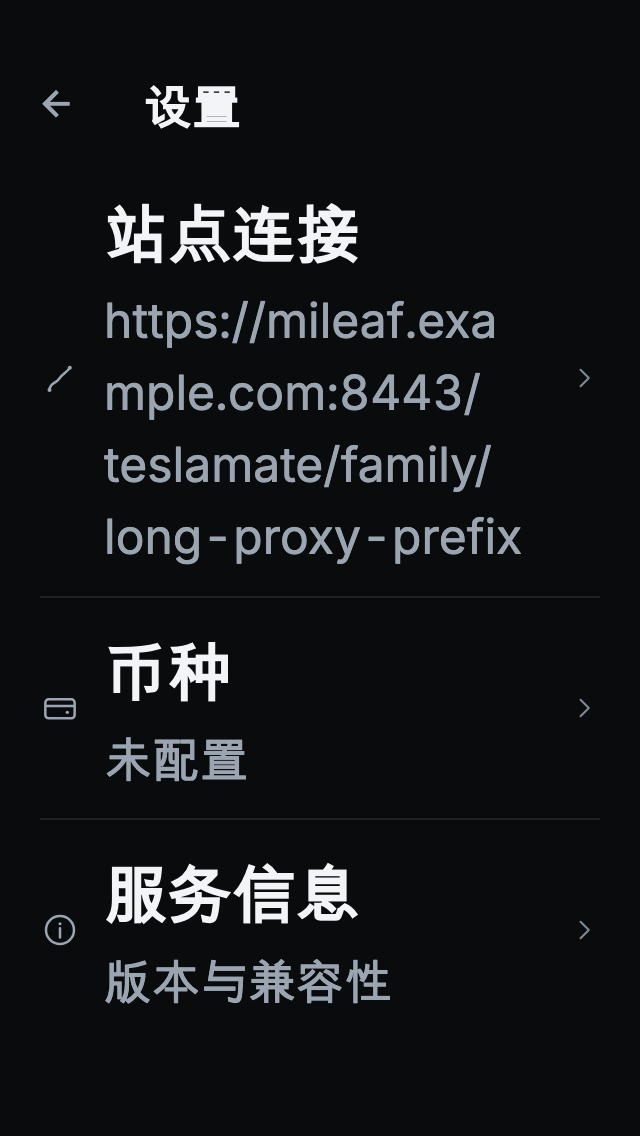 设置
站点连接
https://mileaf.exa
mple.com:8443/
teslamate/family/
long-proxy-prefix
币种
未配置
服务信息
版本与兼容性